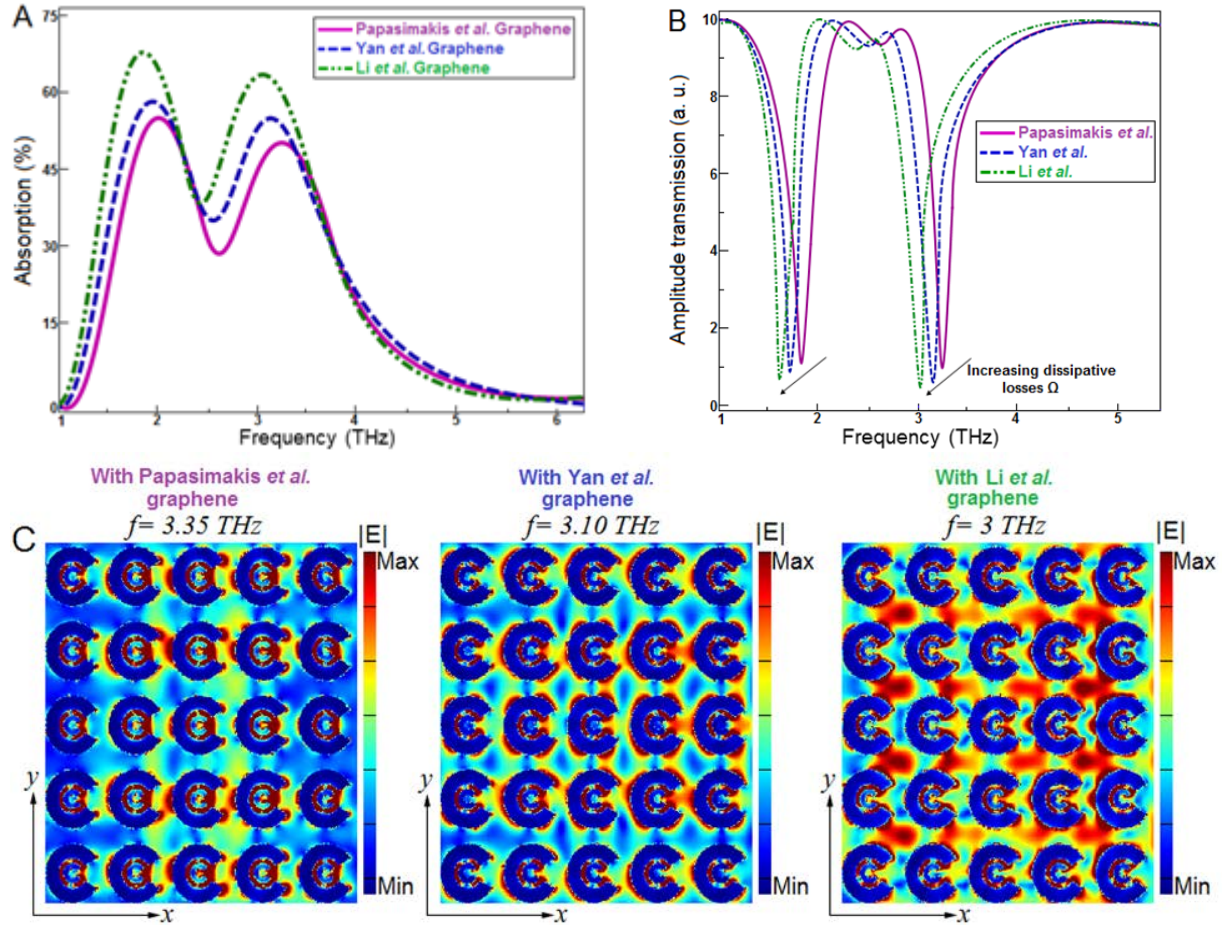 A
75
60
45
30
15
0
Absorption (%)
Papasimakis et al. Graphene
Yan et al. Graphene
Li et al. Graphene
1 2 3 4 5 6
Frequency (THz)
B
10
10
8
6
4
2
0
Amplitude transmission (a. u.)
Papasimakis et al.
Yan et al.
Li et al.
Increasing dissipative
losses Ω
1 2 3 4 5
Frequency (THz)
C
With Papasimakis et al.
graphene
f= 3.35 THz
|E|
Max
Min
y
x
With Yan et al.
graphene
f= 3.10 THz
|E|
Max
Min
y
x
With Li et al.
graphene
f= 3 THz
|E|
Max
Min
y
x